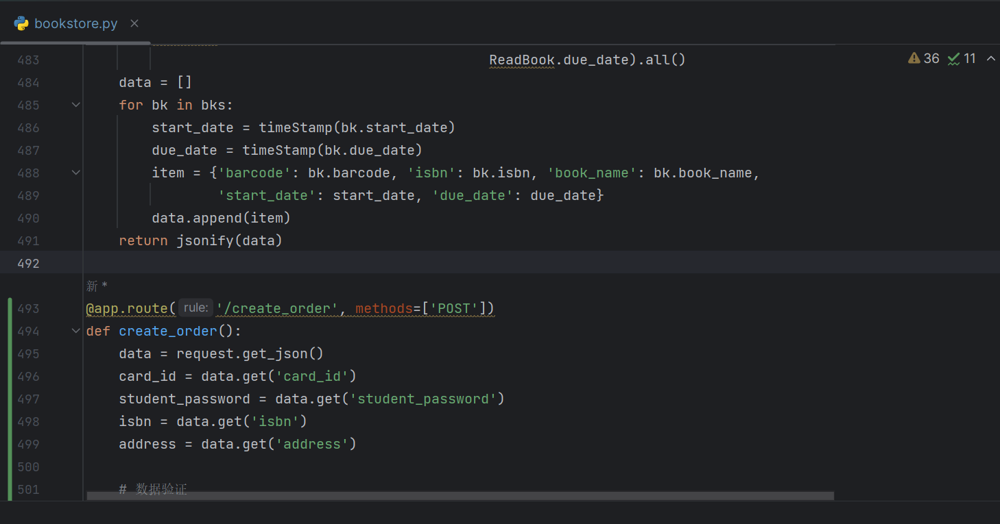 bookstore.py ×
483 ReadBook.due_date).all() 36 11
484 data = []
485 for bk in bks:
486 start_date = timeStamp(bk.start_date)
487 due_date = timeStamp(bk.due_date)
488 item = {'barcode': bk.barcode, 'isbn': bk.isbn, 'book_name': bk.book_name,
489 'start_date': start_date, 'due_date': due_date}
490 data.append(item)
491 return jsonify(data)
492
新 *
493 @app.route( rule: '/create_order', methods=['POST'])
494 def create_order():
495 data = request.get_json()
496 card_id = data.get('card_id')
497 student_password = data.get('student_password')
498 isbn = data.get('isbn')
499 address = data.get('address')
500
501 # 数据验证